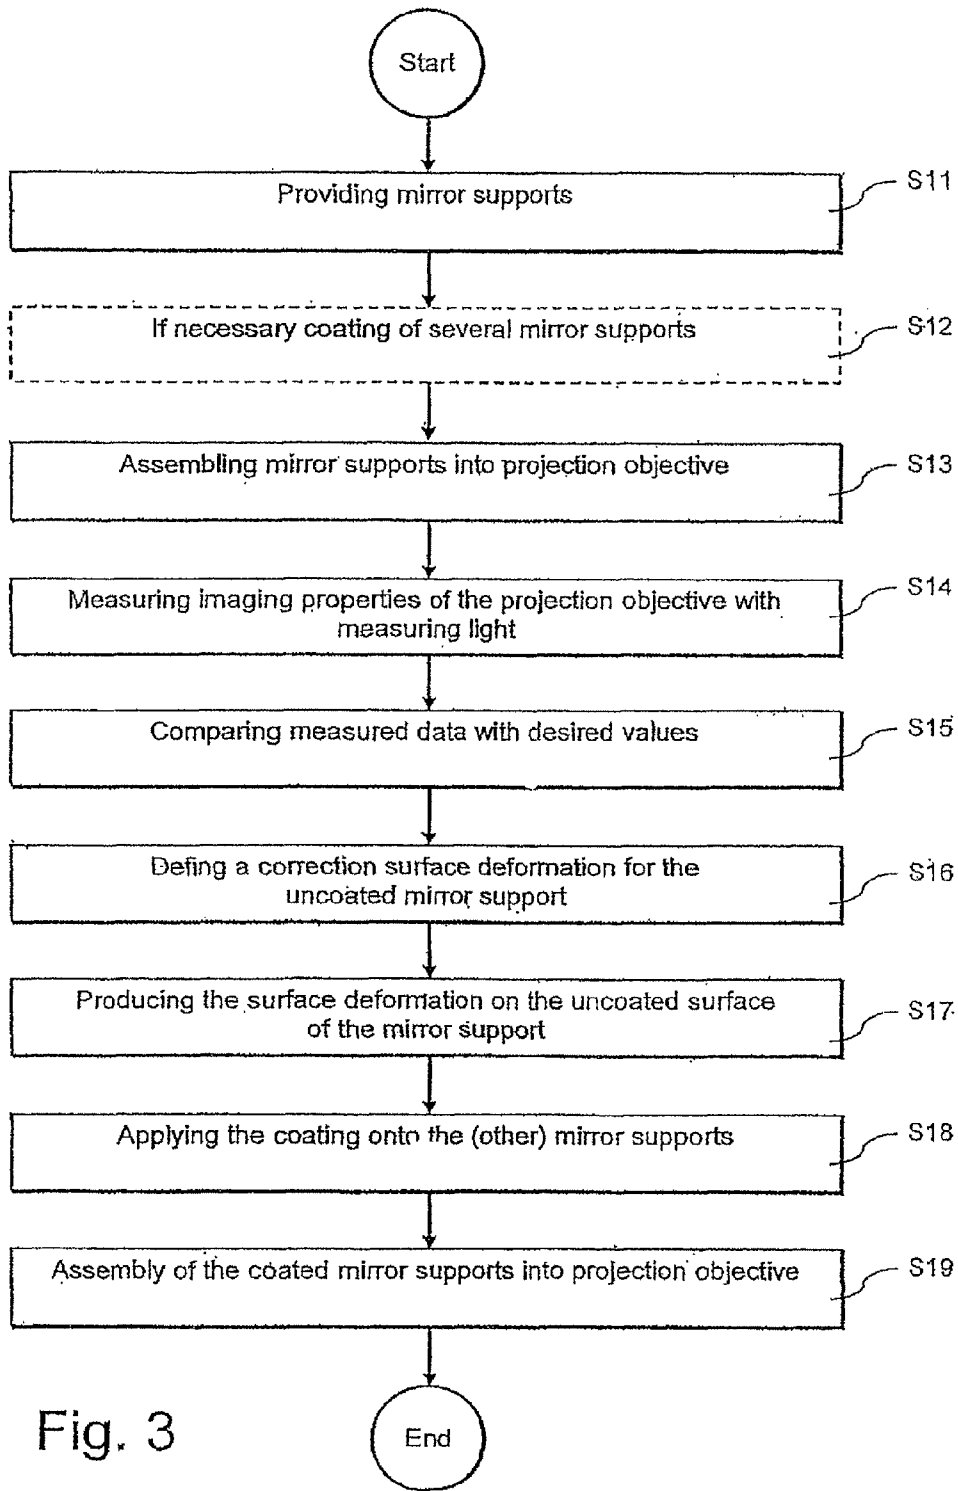 Start
Providing mirror supports
S11
If necessary coating of several mirror supports
S12
Assembling mirror supports into projection objective
S13
Measuring imaging properties of the projection objective with
measuring light
S14
Comparing measured data with desired values
S15
Defing a correction surface deformation for the
uncoated mirror support
S16
Producing the surface deformation on the uncoated surface
of the mirror support
S17
Applying the coating onto the (other) mirror supports
S18
Assembly of the coated mirror supports into projection objective
S19
End
Fig. 3